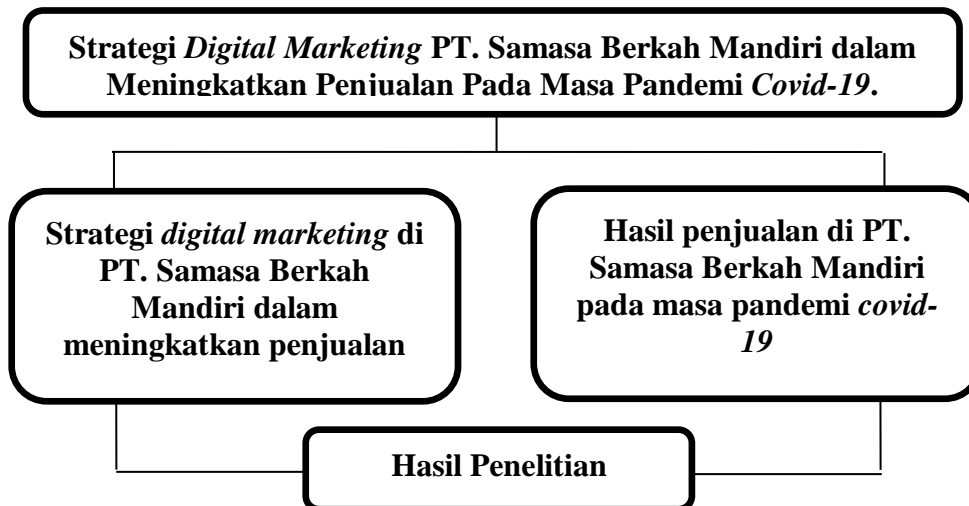 Strategi Digital Marketing PT. Samasa Berkah Mandiri dalam
Meningkatkan Penjualan Pada Masa Pandemi Covid-19.
Strategi digital marketing di
PT. Samasa Berkah
Mandiri dalam
meningkatkan penjualan
Hasil penjualan di PT.
Samasa Berkah Mandiri
pada masa pandemi covid-
19
Hasil Penelitian